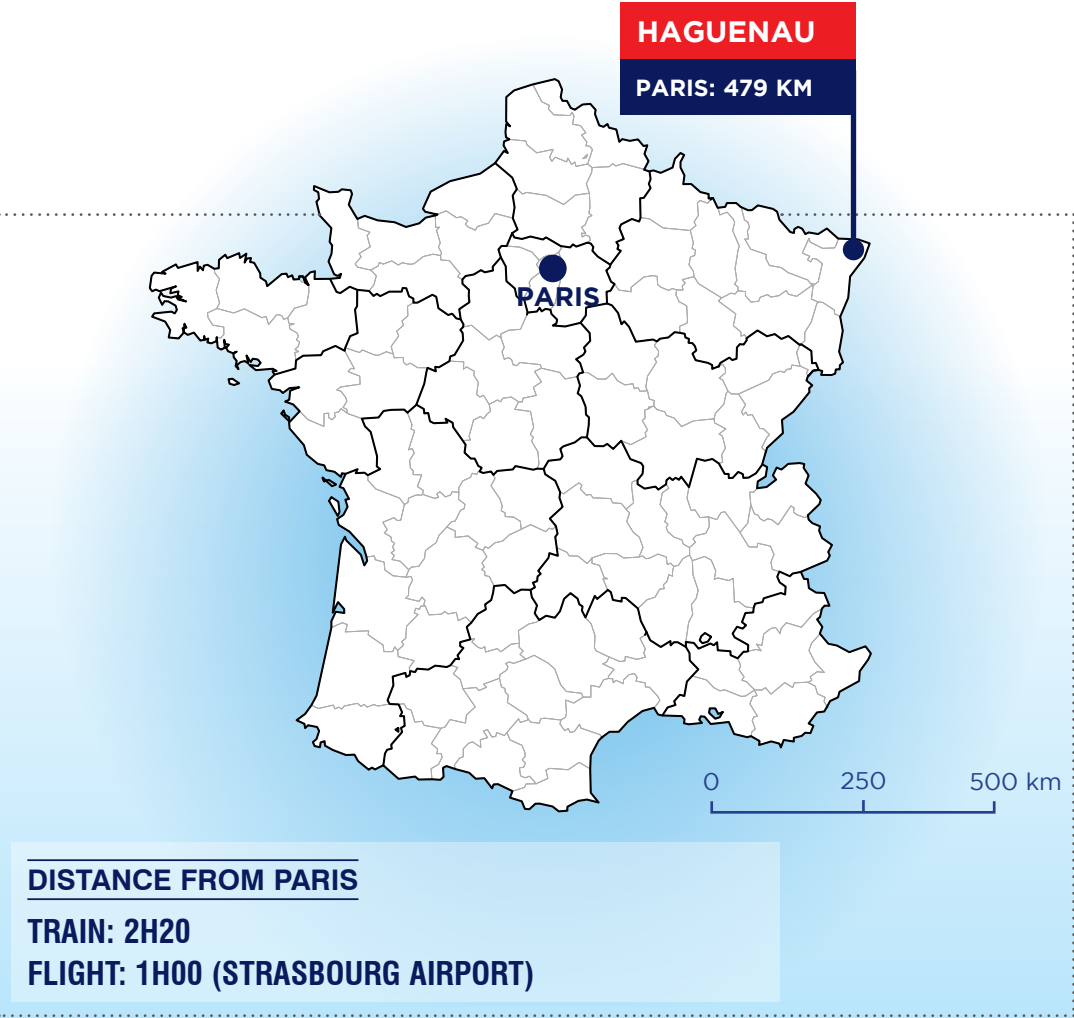 HAGUENAU
PARIS: 479 KM
PARIS
0 250 500 km
DISTANCE FROM PARIS
TRAIN: 2H20
FLIGHT: 1H00 (STRASBOURG AIRPORT)